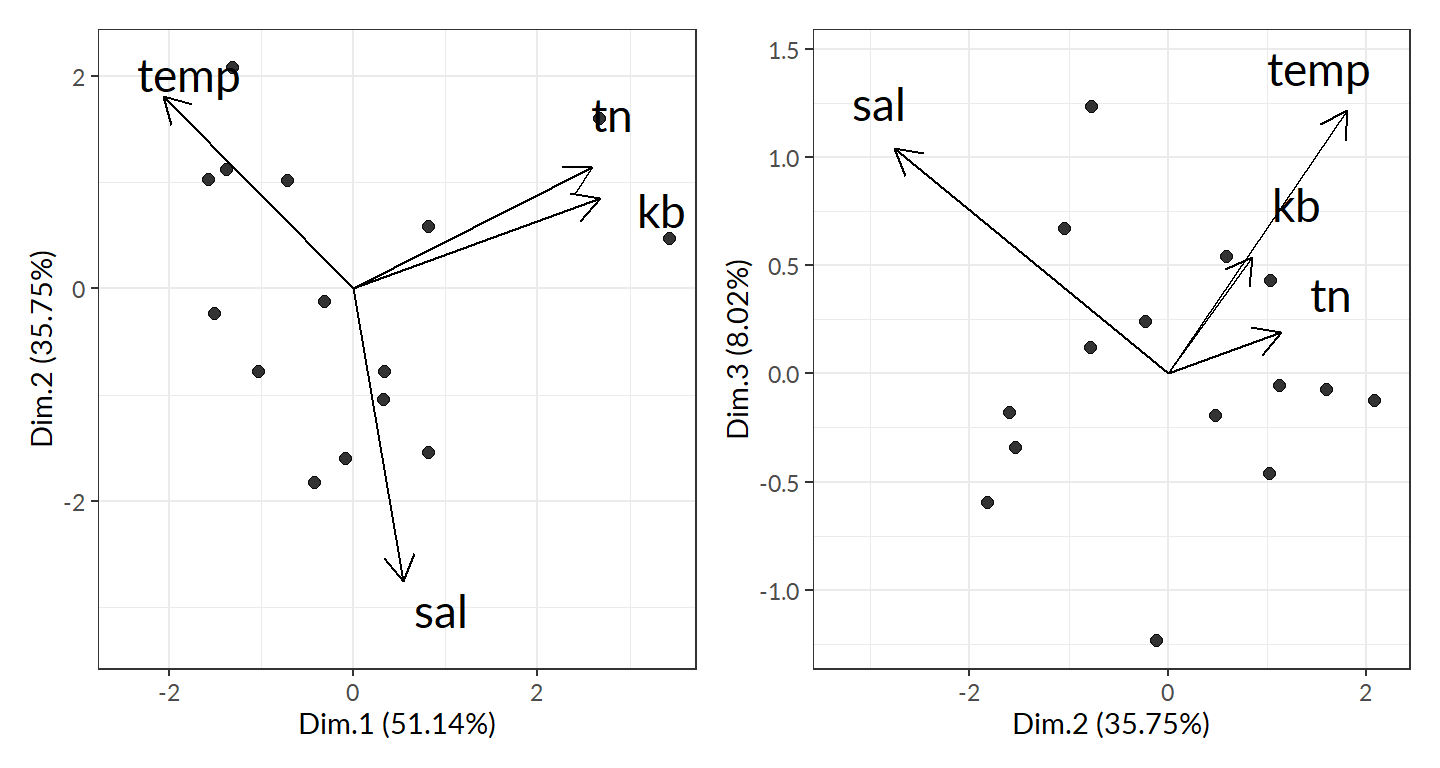 temp
tn
kb
sal
2
0
-2
-2
0
2
Dim.1 (51.14%)
Dim.2 (35.75%)
temp
sal
kb
tn
1.5
1.0
0.5
0.0
-0.5
-1.0
-2
0
2
Dim.2 (35.75%)
Dim.3 (8.02%)